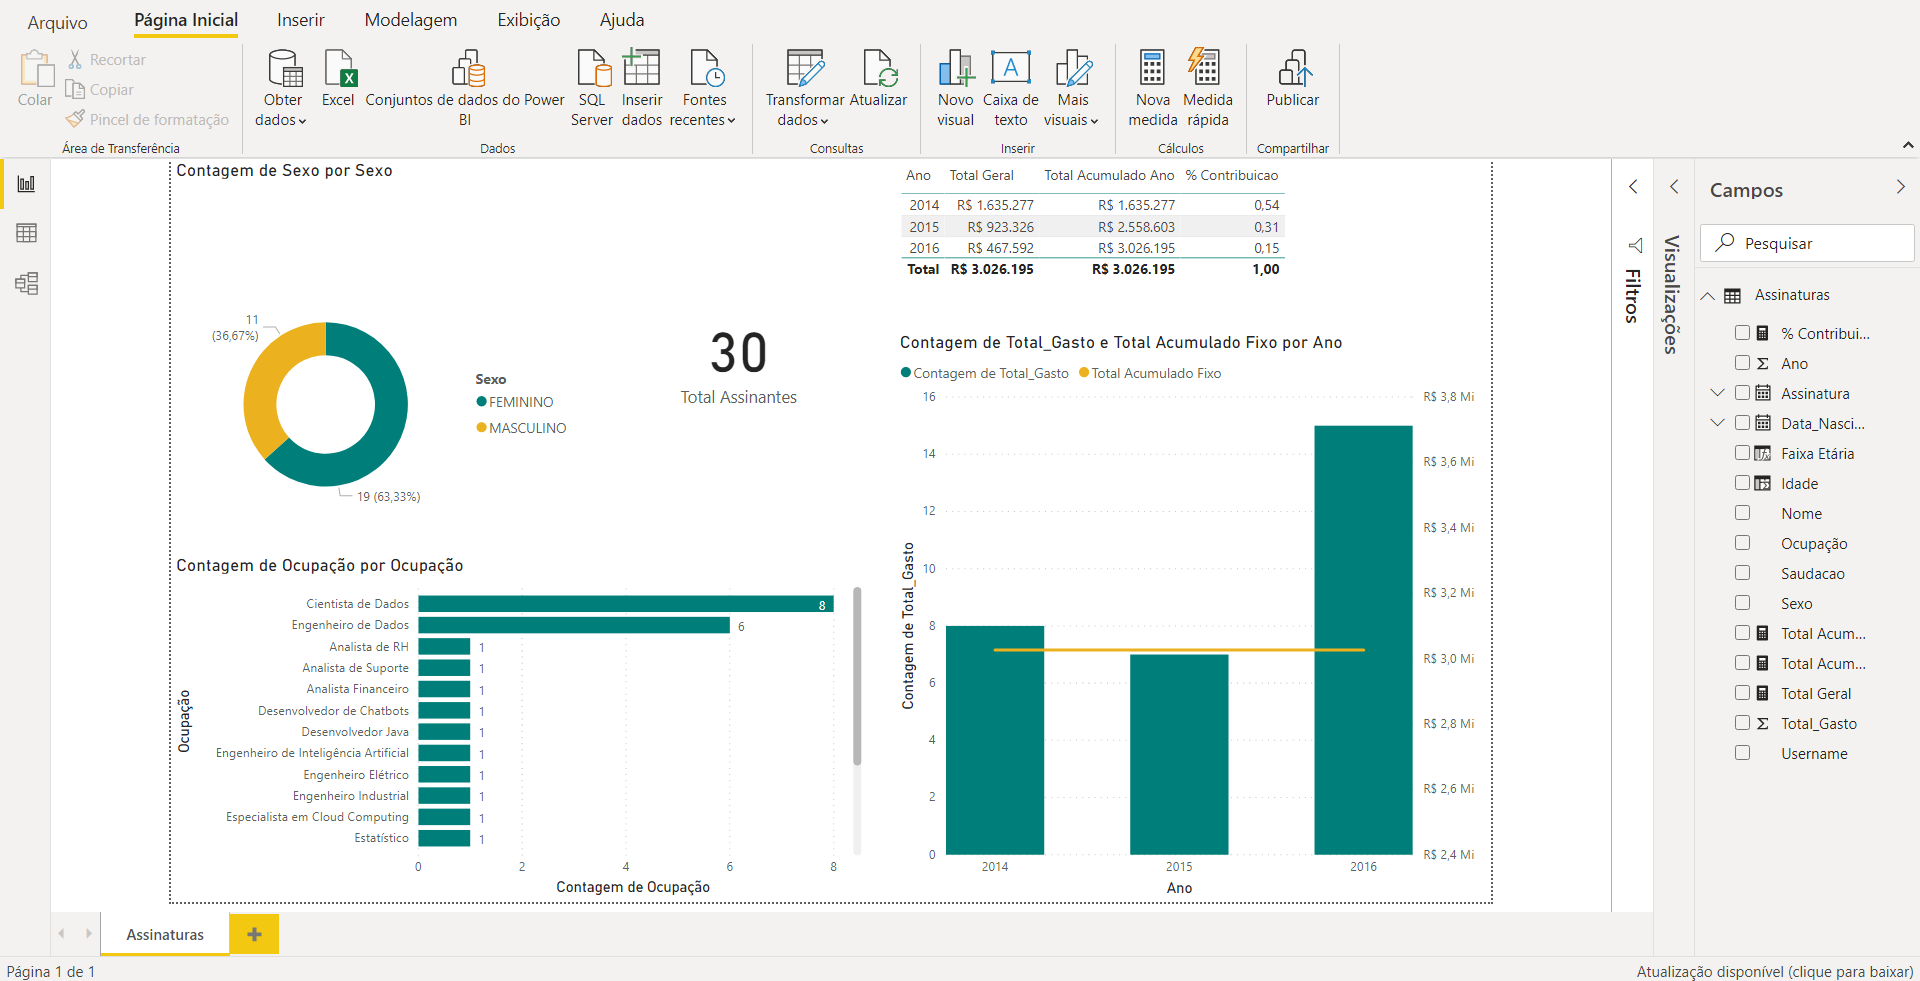 Arquivo
Página Inicial
Inserir
Modelagem
Exibição
Ajuda
Colar
Recortar
Copiar
Pincel de formatação
Área de Transferência
Obter
dados
Excel
Conjuntos de dados do Power
BI
SQL
Server
Inserir
dados
Fontes
recentes
Dados
Transformar
dados
Atualizar
Consultas
Novo
visual
Caixa de
texto
A
Mais
visuais
Inserir
Nova
medida
Medida
rápida
Cálculos
Publicar
Compartilhar
Contagem de Sexo por Sexo
11
(36,67%)
19 (63,33%)
Sexo
FEMININO
MASCULINO
30
Total Assinantes
Ano Total Geral Total Acumulado Ano % Contribuicao
2014 R$ 1.635.277 R$ 1.635.277 0,54
2015 R$ 923.326 R$ 2.558.603 0,31
2016 R$ 467.592 R$ 3.026.195 0,15
Total R$ 3.026.195 R$ 3.026.195 1,00
Contagem de Ocupação por Ocupação
Ocupação
Cientista de Dados 8
Engenheiro de Dados 6
Analista de RH 1
Analista de Suporte 1
Analista Financeiro 1
Desenvolvedor de Chatbots 1
Desenvolvedor Java 1
Engenheiro de Inteligência Artificial 1
Engenheiro Elétrico 1
Engenheiro Industrial 1
Especialista em Cloud Computing 1
Estatístico 1
0 2 4 6 8
Contagem de Ocupação
Contagem de Total_Gasto e Total Acumulado Fixo por Ano
Contagem de Total_Gasto Total Acumulado Fixo
Contagem de Total_Gasto
16
14
12
10
8
6
4
2
0
R$ 3,8 Mi
R$ 3,6 Mi
R$ 3,4 Mi
R$ 3,2 Mi
R$ 3,0 Mi
R$ 2,8 Mi
R$ 2,6 Mi
R$ 2,4 Mi
2014 2015 2016
Ano
Filtros
Visualizações
Campos
Pesquisar
Assinaturas
% Contribui...
Ano
Assinatura
Data_Nasci...
Faixa Etária
Idade
Nome
Ocupação
Saudacao
Sexo
Total Acum...
Total Acum...
Total Geral
Total_Gasto
Username
Assinaturas
Página 1 de 1
Atualização disponível (clique para baixar)